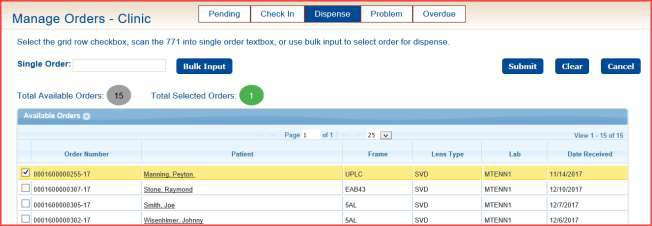 Manage Orders - Clinic
Pending Check In Dispense Problem Overdue
Select the grid row checkbox, scan the 771 into single order textbox, or use bulk input to select order for dispense.
Single Order: Bulk Input Submit Clear Cancel
Total Available Orders: 15 Total Selected Orders: 1
Available Orders
Page 1 of 1 25 View 1 - 15 of 15
Order Number Patient Frame Lens Type Lab Date Received
0001600000255-17 Manning, Peyton UPLC SVD MTENN1 11/14/2017
0001600000307-17 Stone, Raymond EAB43 SVD MTENN1 12/10/2017
0001600000305-17 Smith, Joe 5AL SVD MTENN1 12/7/2017
0001600000302-17 Wisenhimer, Johnny 5AL SVD MTENN1 12/6/2017